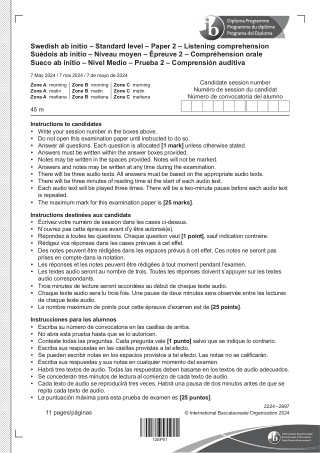 Diploma Programme
Programme du diplôme
Programa del Diploma
Swedish ab initio – Standard level – Paper 2 – Listening comprehension
Suédois ab initio – Niveau moyen – Épreuve 2 – Compréhension orale
Sueco ab initio – Nivel Medio – Prueba 2 – Comprensión auditiva
7 May 2024 / 7 mai 2024 / 7 de mayo de 2024
Zone A morning | Zone B morning | Zone C morning
Zone A matin | Zone B matin | Zone C matin
Zona A mañana | Zona B mañana | Zona C mañana
Candidate session number
Numéro de session du candidat
Número de convocatoria del alumno
45 m
Instructions to candidates
• Write your session number in the boxes above.
• Do not open this examination paper until instructed to do so.
• Answer all questions. Each question is allocated [1 mark] unless otherwise stated.
• Answers must be written within the answer boxes provided.
• Notes may be written in the spaces provided. Notes will not be marked.
• Answers and notes may be written at any time during the examination.
• There will be three audio texts. All answers must be based on the appropriate audio texts.
• There will be three minutes of reading time at the start of each audio text.
• Each audio text will be played three times. There will be a two-minute pause before each audio text
is repeated.
• The maximum mark for this examination paper is [25 marks].
Instructions destinées aux candidats
• Écrivez votre numéro de session dans les cases ci-dessus.
• N'ouvrez pas cette épreuve avant d'y être autorisé(e).
• Répondez à toutes les questions. Chaque question vaut [1 point], sauf indication contraire.
• Rédigez vos réponses dans les cases prévues à cet effet.
• Des notes peuvent être rédigées dans les espaces prévus à cet effet. Ces notes ne seront pas
prises en compte dans la notation.
• Les réponses et les notes peuvent être rédigées à tout moment pendant l'examen.
• Les textes audio seront au nombre de trois. Toutes les réponses doivent s'appuyer sur les textes
audio correspondants.
• Trois minutes de lecture seront accordées au début de chaque texte audio.
• Chaque texte audio sera lu trois fois. Une pause de deux minutes sera observée entre les lectures
de chaque texte audio.
• Le nombre maximum de points pour cette épreuve d'examen est de [25 points].
Instrucciones para los alumnos
• Escriba su número de convocatoria en las casillas de arriba.
• No abra esta prueba hasta que se lo autoricen.
• Conteste todas las preguntas. Cada pregunta vale [1 punto] salvo que se indique lo contrario.
• Escriba sus respuestas en las casillas provistas a tal efecto.
• Se pueden escribir notas en los espacios provistos a tal efecto. Las notas no se calificarán.
• Escriba sus respuestas y sus notas en cualquier momento del examen.
• Habrá tres textos de audio. Todas las respuestas deben basarse en los textos de audio adecuados.
• Se concederán tres minutos de lectura al comienzo de cada texto de audio.
• Cada texto de audio se reproducirá tres veces. Habrá una pausa de dos minutos antes de que se
repita cada texto de audio.
• La puntuación máxima para esta prueba de examen es [25 puntos].
2224–2697
11 pages/páginas
© International Baccalaureate Organization 2024
12EP01